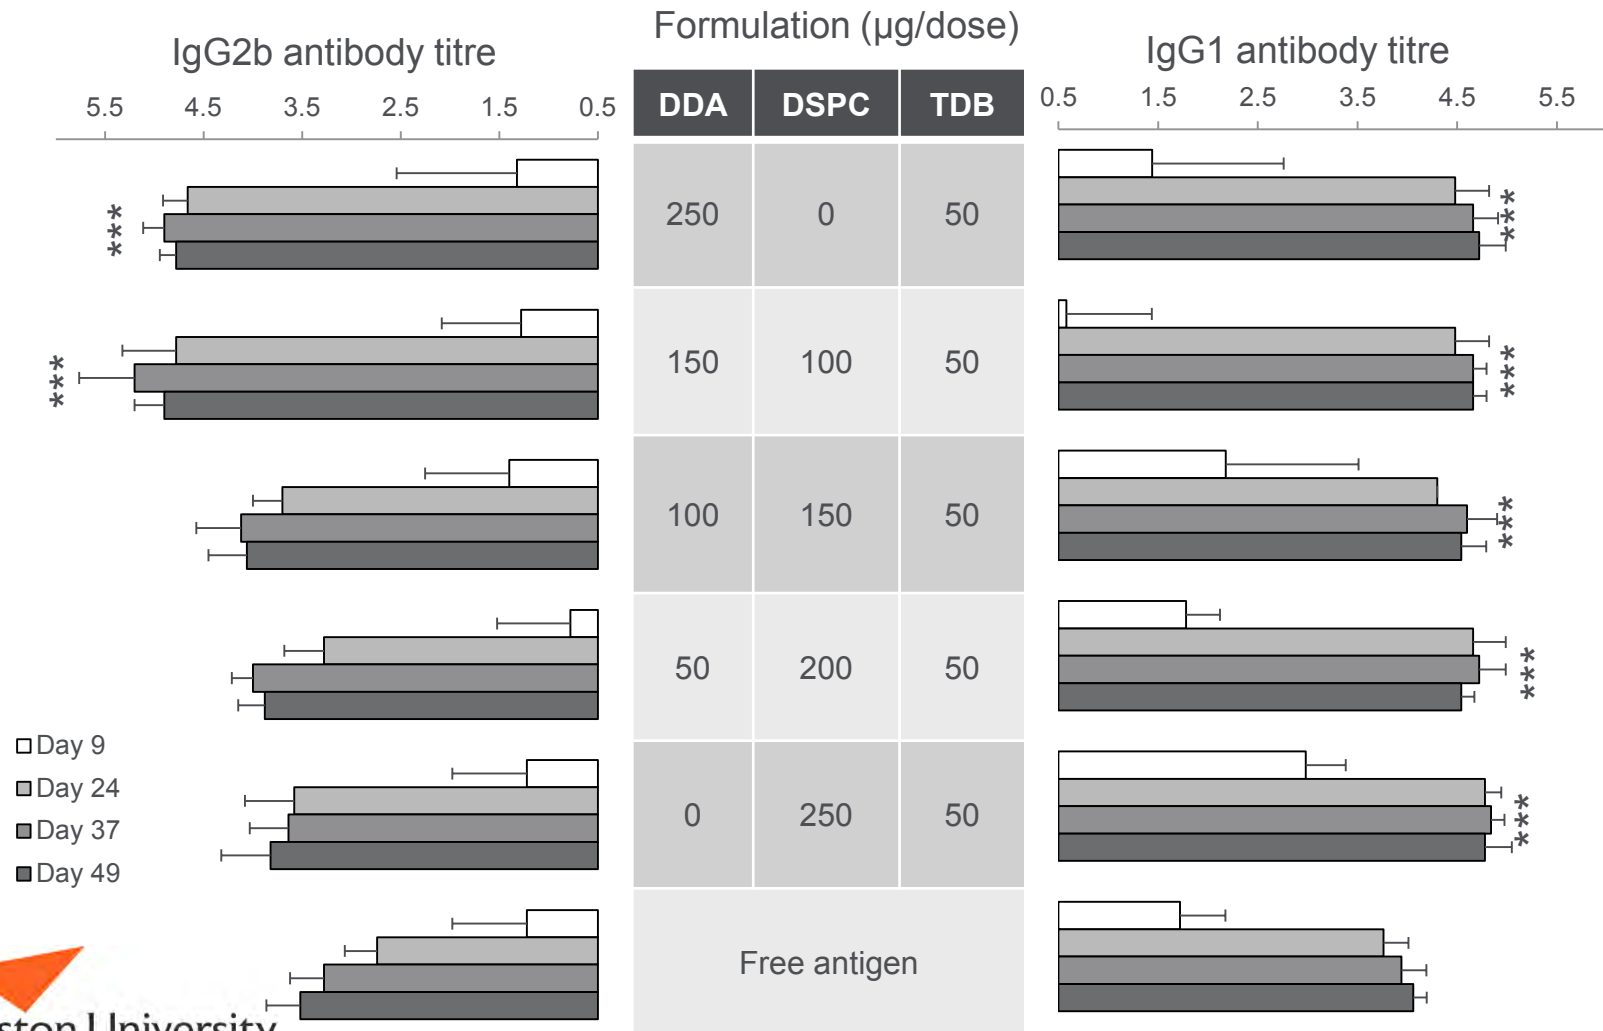 Formulation (µg/dose)
IgG2b antibody titre
IgG1 antibody titre
5.5 4.5 3.5 2.5 1.5 0.5
DDA DSPC TDB
0.5 1.5 2.5 3.5 4.5 5.5
250 0 50
***
***
150 100 50
***
***
100 150 50
***
50 200 50
***
0 250 50
***
Free antigen
Day 9
Day 24
Day 37
Day 49
University